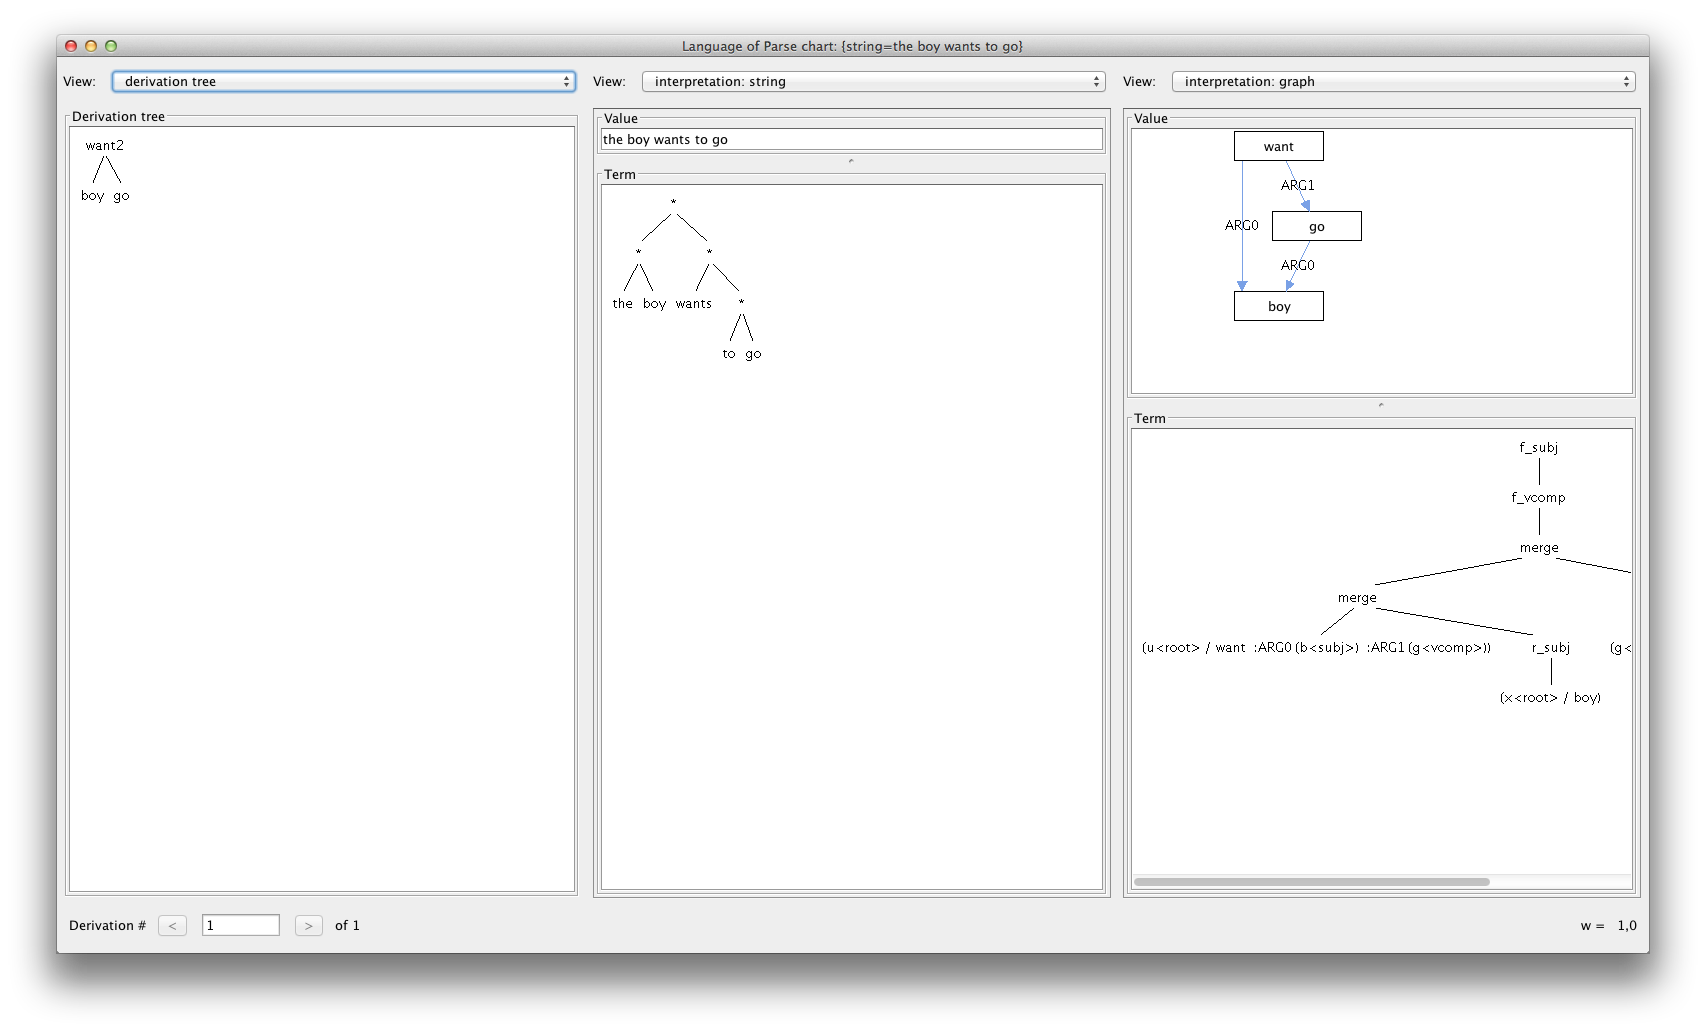 Language of Parse chart: {string=the boy wants to go}
View: derivation tree
Derivation tree
want2
boy go
View: interpretation: string
Value
the boy wants to go
Term
*
* *
the boy wants *
to go
View: interpretation: graph
Value
want
ARG1
ARG0
go
ARG0
boy
Term
f_subj
f_vcomp
merge
merge
(u<root> / want :ARG0 (b<subj>) :ARG1 (g<vcomp>)) r_subj (g<
(x<root> / boy)
Derivation # < 1 > of 1
w = 1,0